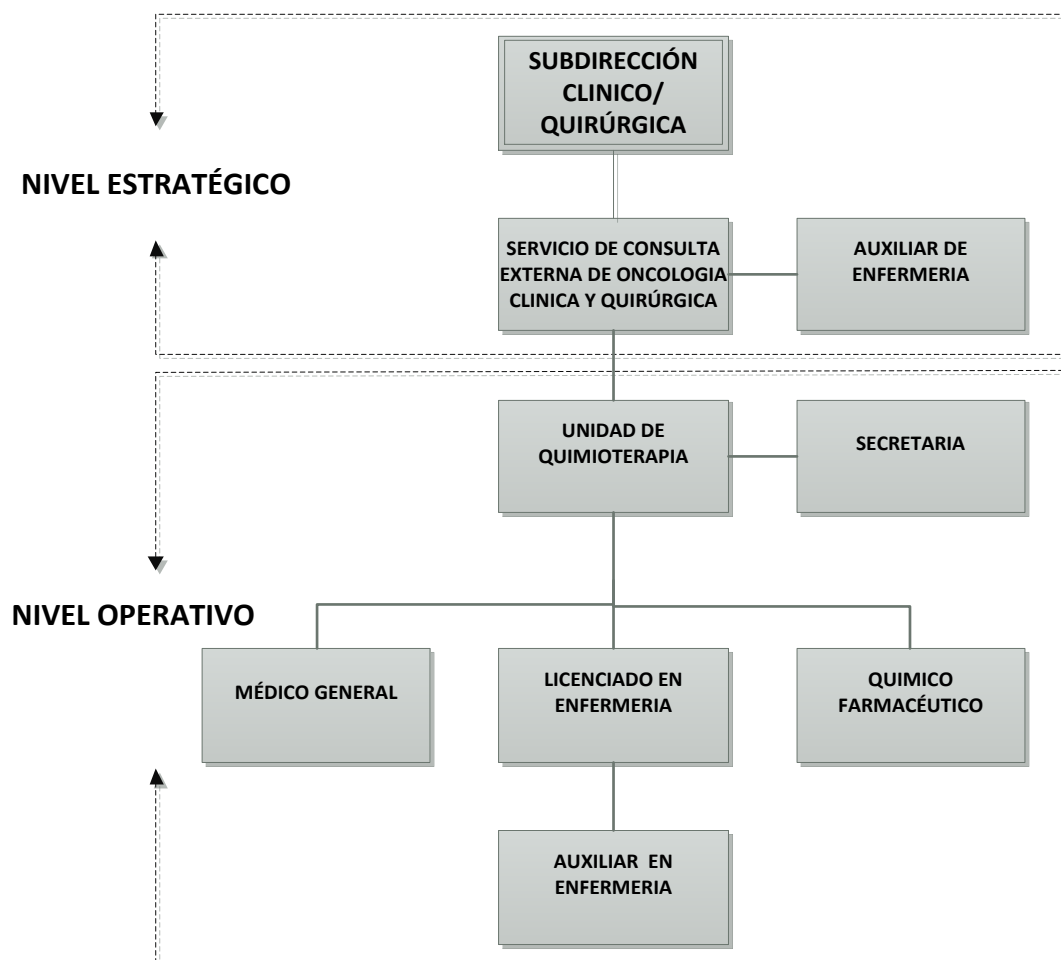 SUBDIRECCIÓN
CLINICO/
QUIRÚRGICA
NIVEL ESTRATÉGICO
SERVICIO DE CONSULTA
EXTERNA DE ONCOLOGIA
CLINICA Y QUIRÚRGICA
AUXILIAR DE
ENFERMERIA
UNIDAD DE
QUIMIOTERAPIA
SECRETARIA
NIVEL OPERATIVO
MÉDICO GENERAL
LICENCIADO EN
ENFERMERIA
QUIMICO
FARMACÉUTICO
AUXILIAR EN
ENFERMERIA